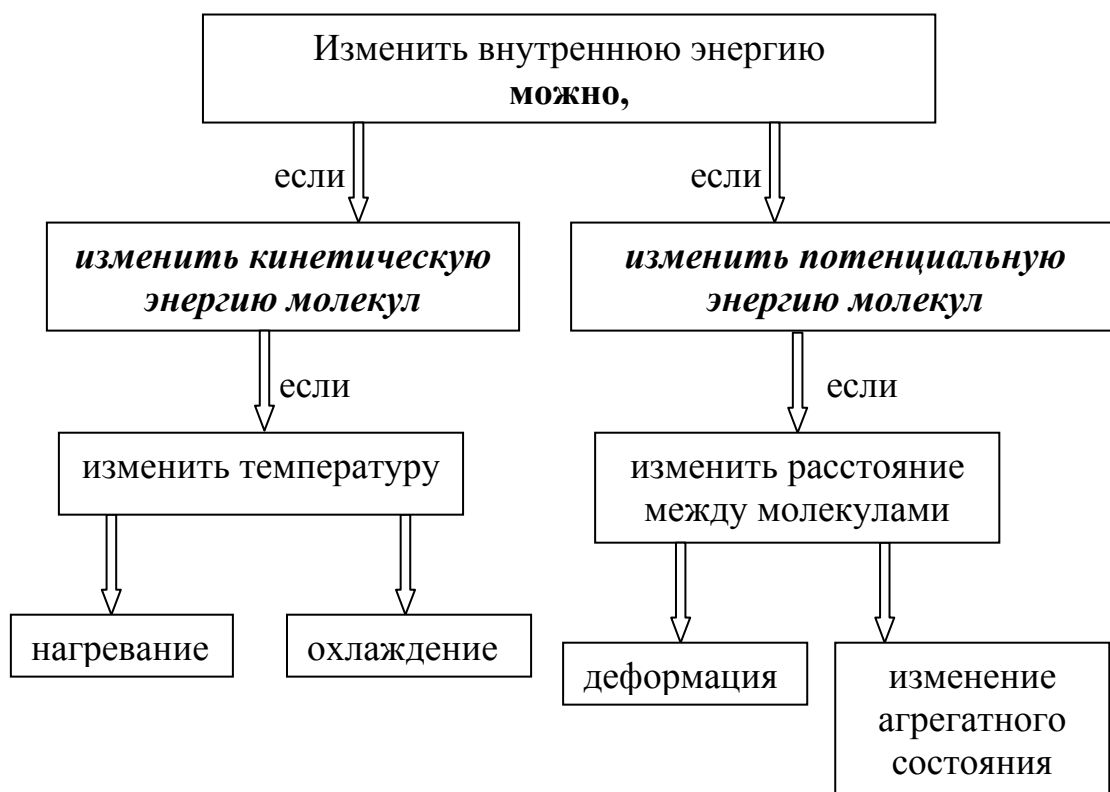 Изменить внутреннюю энергию
можно,
если
если
изменить кинетическую
энергию молекул
изменить потенциальную
энергию молекул
если
если
изменить температуру
изменить расстояние
между молекулами
нагревание
охлаждение
деформация
изменение
агрегатного
состояния